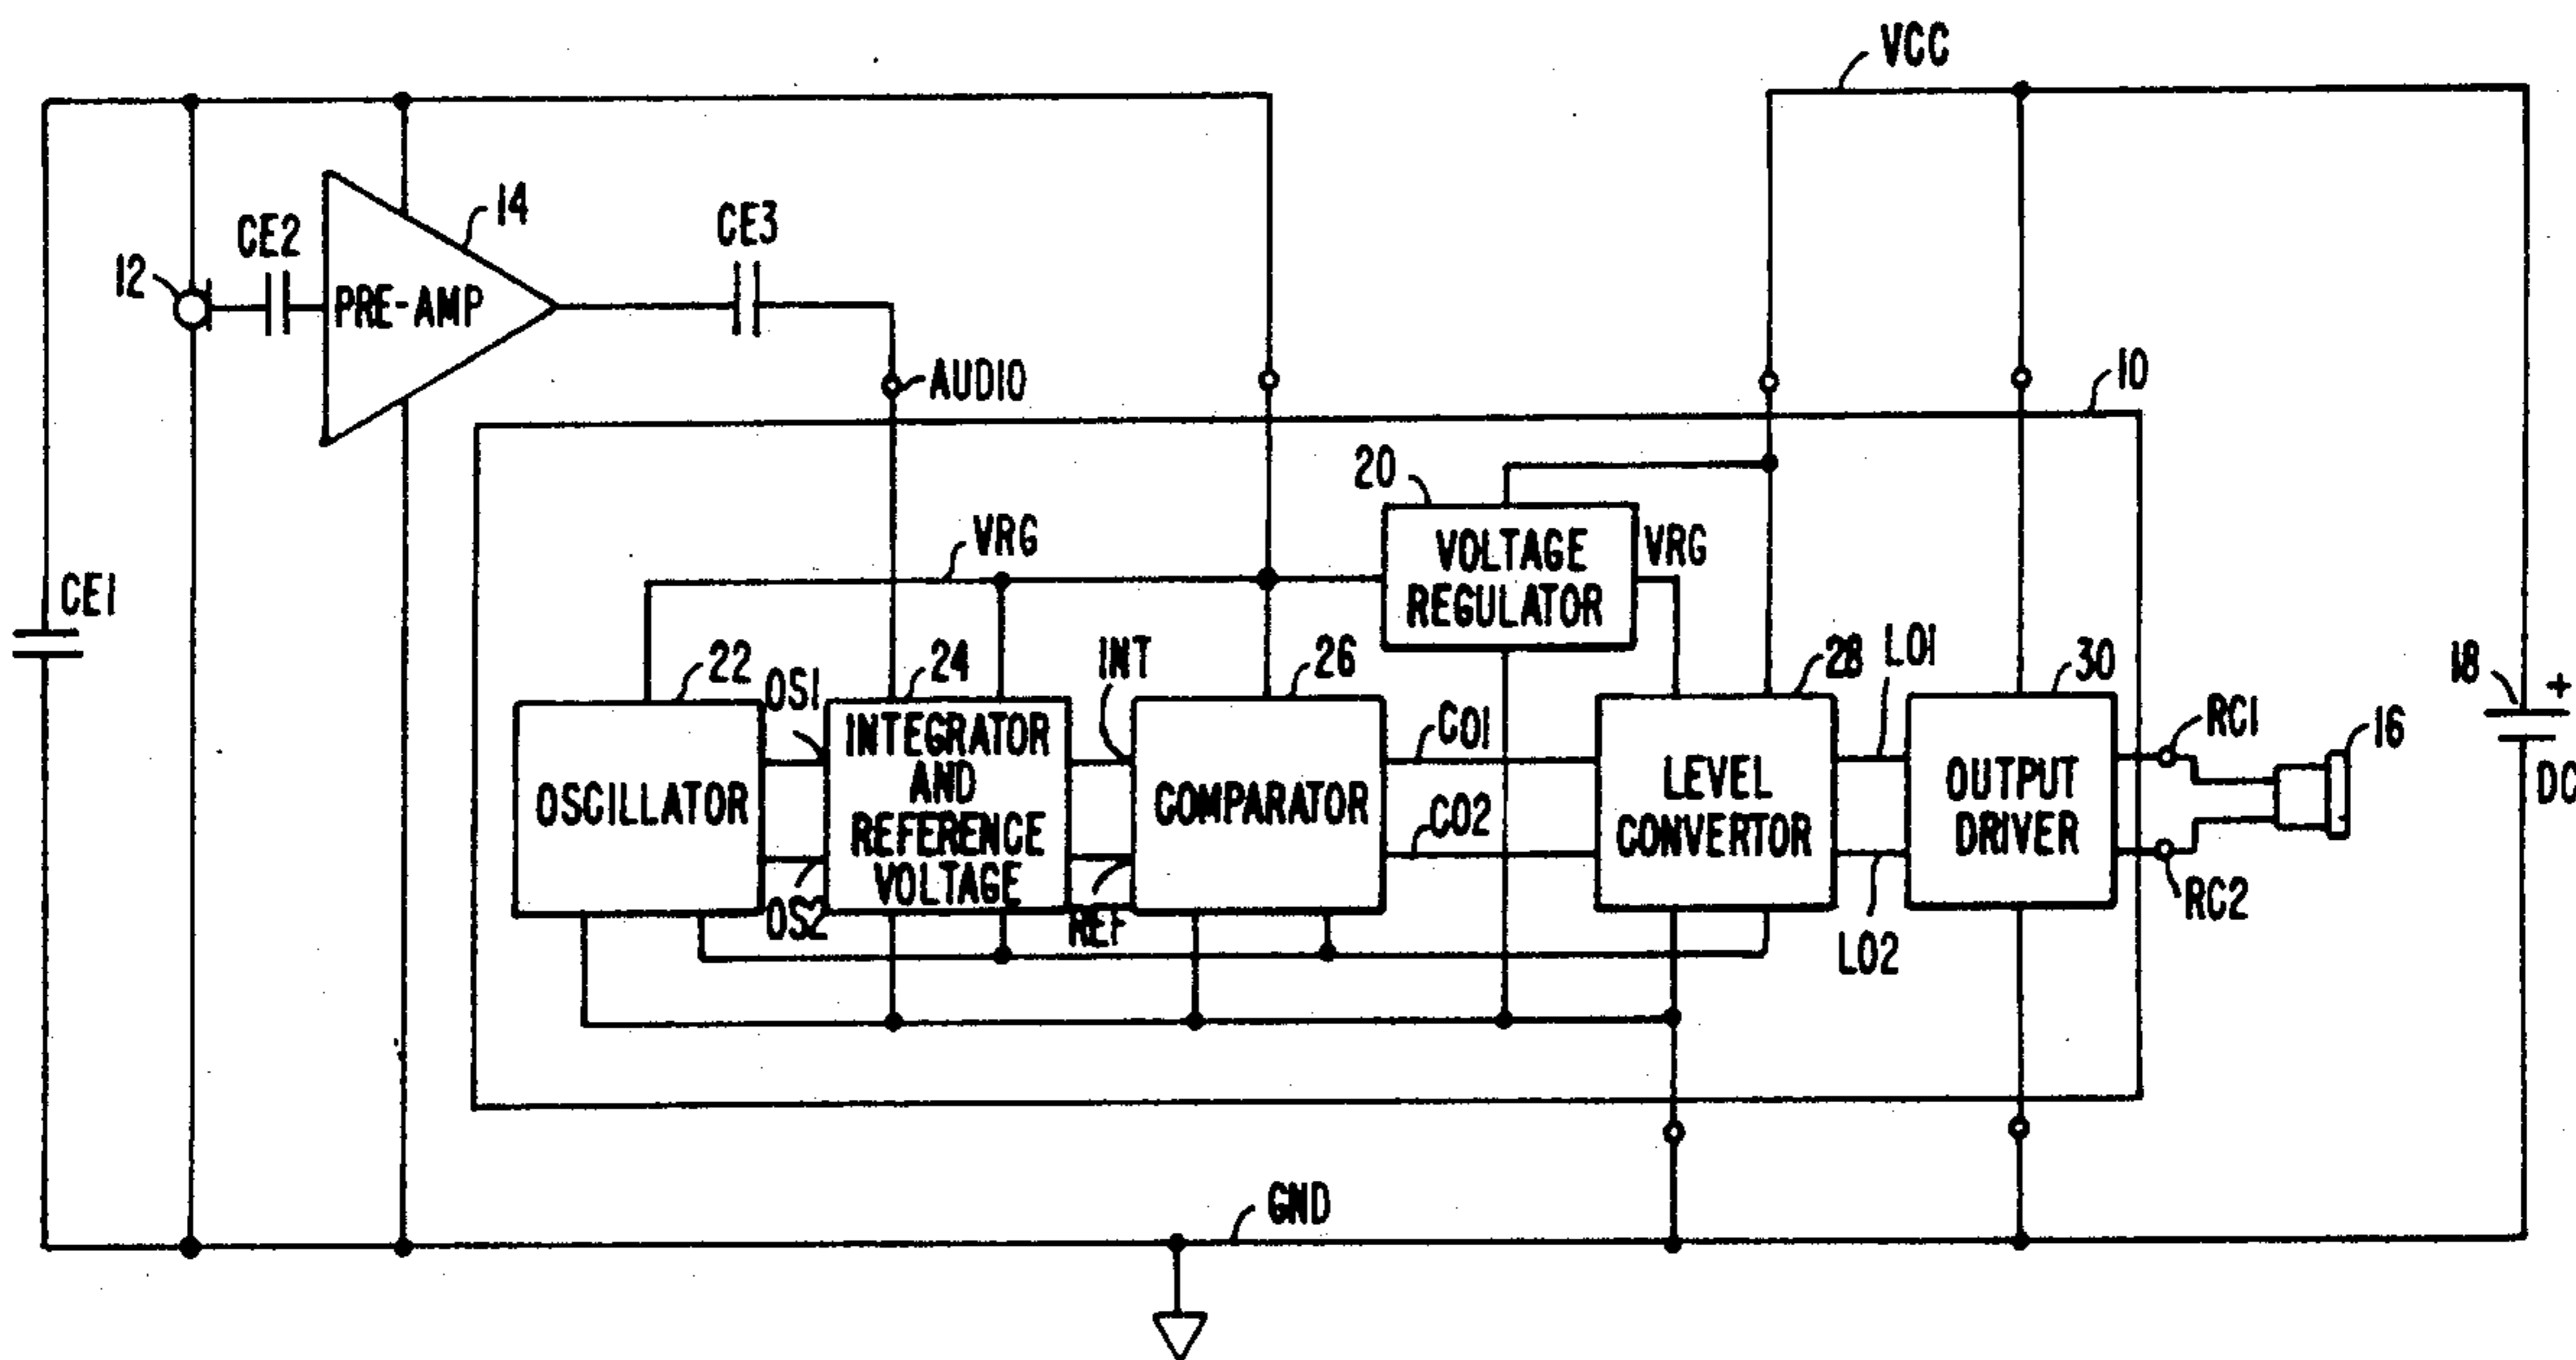 VCC
14
CE2
CE3
12
PRE-AMP
AUDIO
10
20
VRG
VOLTAGE
REGULATOR
VRG
CE1
22
OS1
24
INT
26
28
LO1
30
18
+
RC1
16
DC
OSCILLATOR
INTEGRATOR
AND
REFERENCE
VOLTAGE
COMPARATOR
CO1
CO2
LEVEL
CONVERTOR
OUTPUT
DRIVER
OS2
REF
LO2
RC2
GND